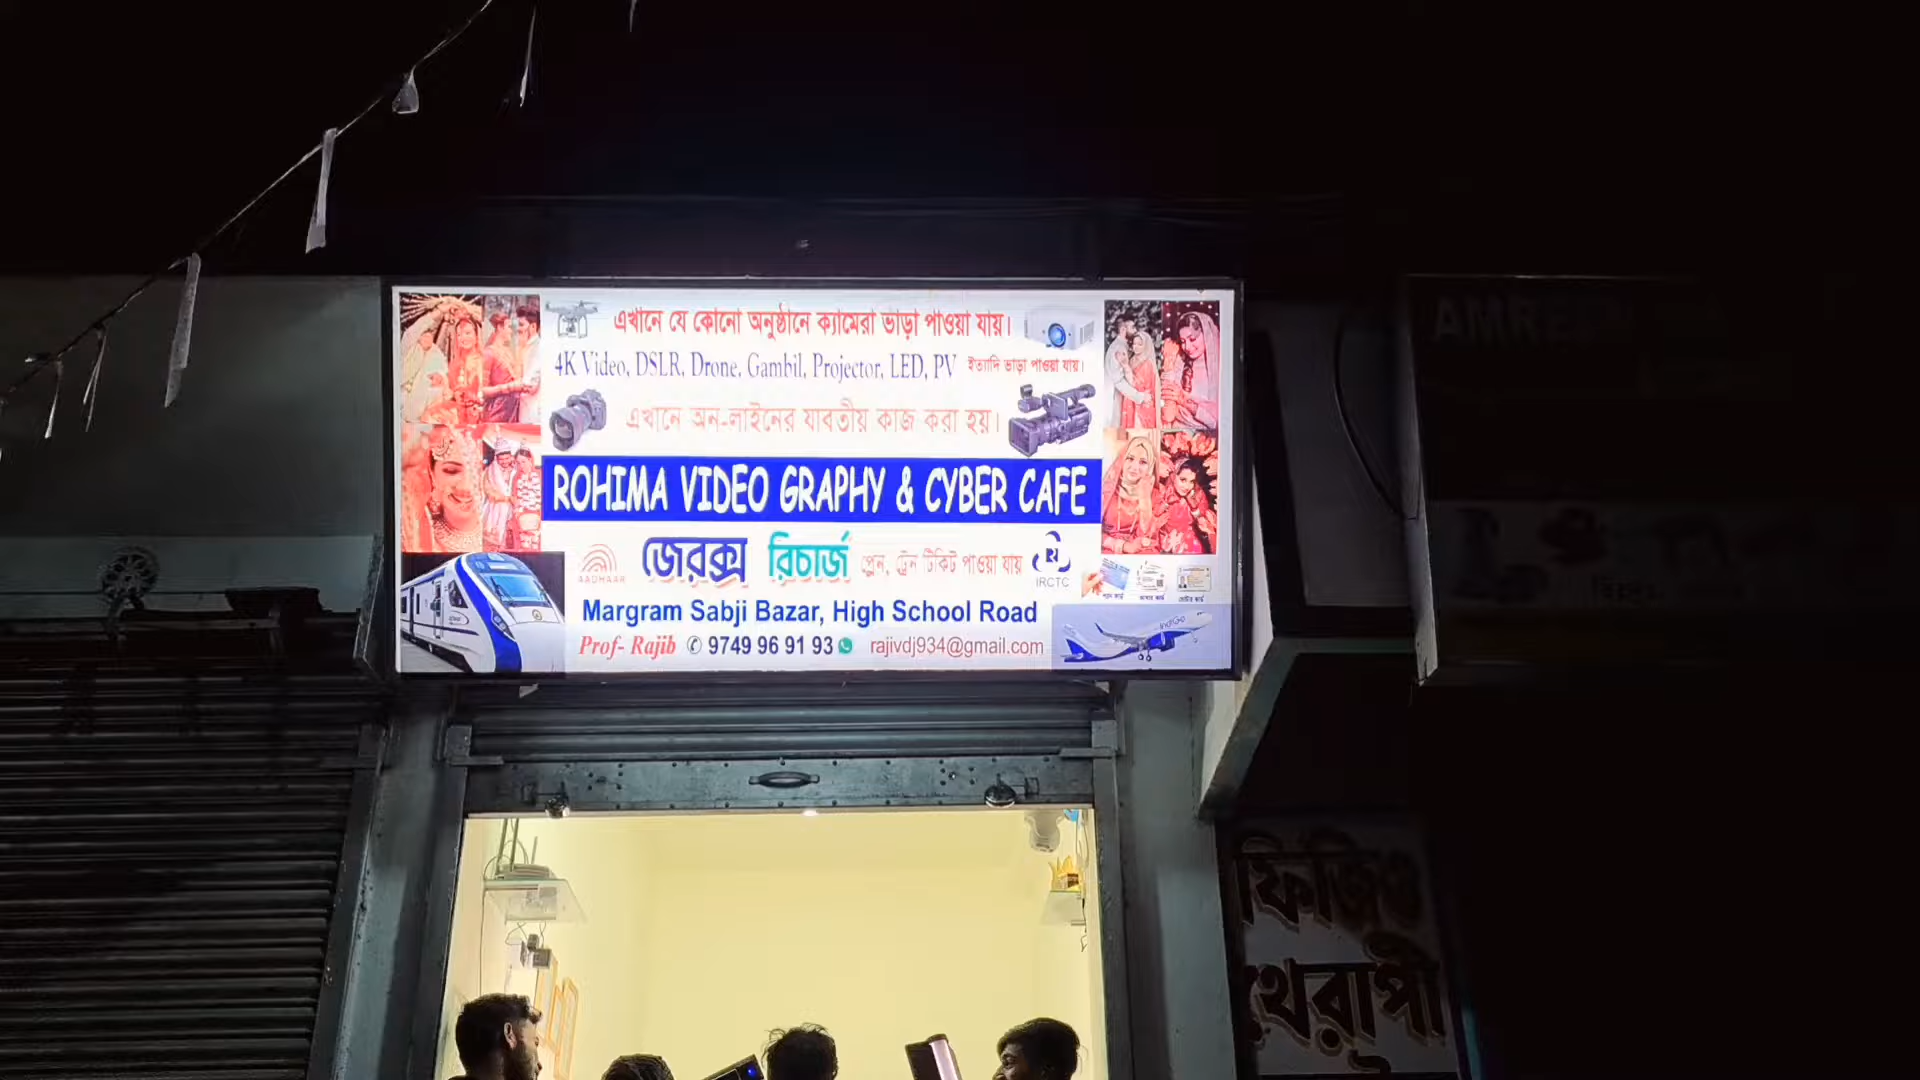 এখানে যে কোনো অনুষ্ঠানে ক্যামেরা ভাড়া পাওয়া যায়।
4K Video, DSLR, Drone, Gambil, Projector, LED, PV ইত্যাদি ভাড়া পাওয়া যায়।
এখানে অন-লাইনের যাবতীয় কাজ করা হয়।
ROHIMA VIDEO GRAPHY & CYBER CAFE
AADHAAR জেরক্স রিচার্জ প্লেন, ট্রেন টিকিট পাওয়া যায় IRCTC
Margram Sabji Bazar, High School Road
Prof- Rajib 9749 96 91 93 rajivdj934@gmail.com
IndiGo
ফিজিও
থেরাপী